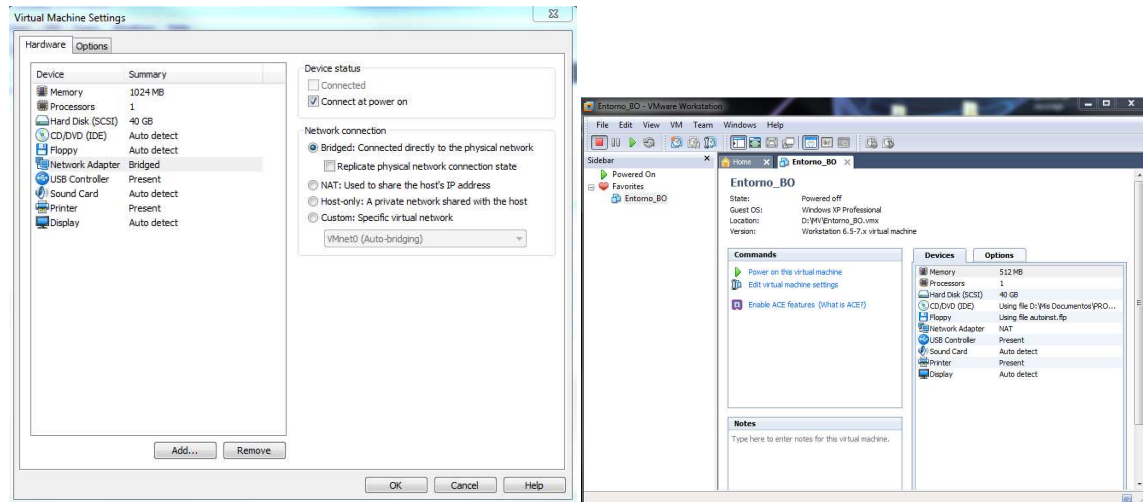 Virtual Machine Settings
Hardware Options
Device Summary
Memory 1024 MB
Processors 1
Hard Disk (SCSI) 40 GB
CD/DVD (IDE) Auto detect
Floppy Auto detect
Network Adapter Bridged
USB Controller Present
Sound Card Auto detect
Printer Present
Display Auto detect
Add... Remove
Device status
Connected
Connect at power on
Network connection
Bridged: Connected directly to the physical network
Replicate physical network connection state
NAT: Used to share the host's IP address
Host-only: A private network shared with the host
Custom: Specific virtual network
VMnet0 (Auto-bridging)
OK Cancel Help
Entorno_BO - VMware Workstation
File Edit View VM Team Windows Help
Sidebar
Powered On
Favorites
Entorno_BO
Home Entorno_BO
Entorno_BO
State: Powered off
Guest OS: Windows XP Professional
Location: D:\MV\Entorno_BO.vmx
Version: Workstation 6.5-7.x virtual machine
Commands
Power on this virtual machine
Edit virtual machine settings
Enable ACE features (What is ACE?)
Devices Options
Memory 512 MB
Processors 1
Hard Disk (SCSI) 40 GB
CD/DVD (IDE) Using file D:\Mis Documentos\PRO...
Floppy Using file autoinst.flp
Network Adapter NAT
USB Controller Present
Sound Card Auto detect
Printer Present
Display Auto detect
Notes
Type here to enter notes for this virtual machine.